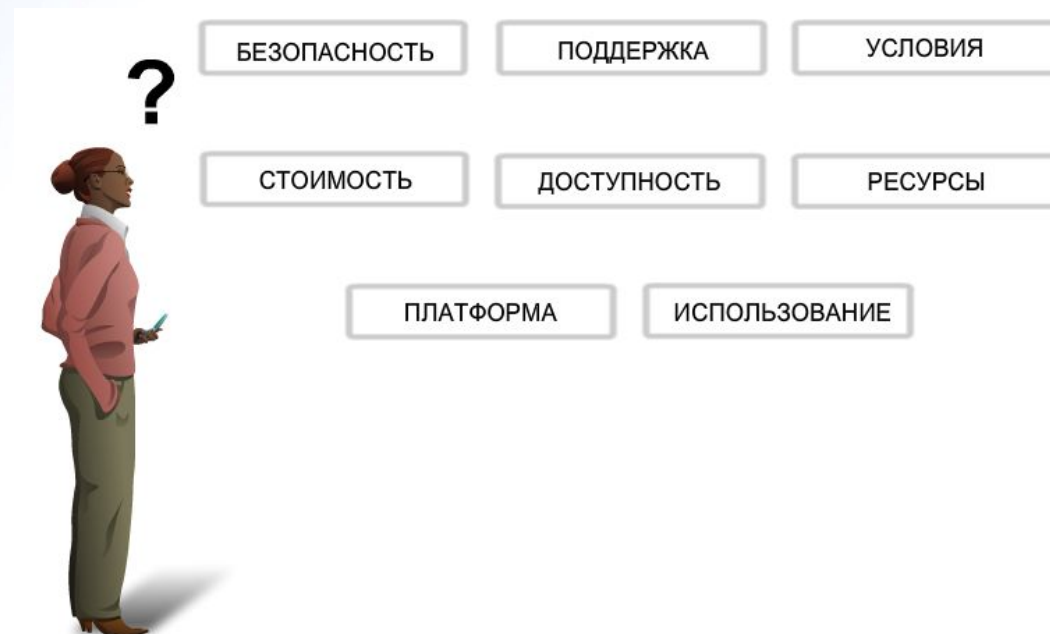 ?
БЕЗОПАСНОСТЬ ПОДДЕРЖКА УСЛОВИЯ
СТОИМОСТЬ ДОСТУПНОСТЬ РЕСУРСЫ
ПЛАТФОРМА ИСПОЛЬЗОВАНИЕ